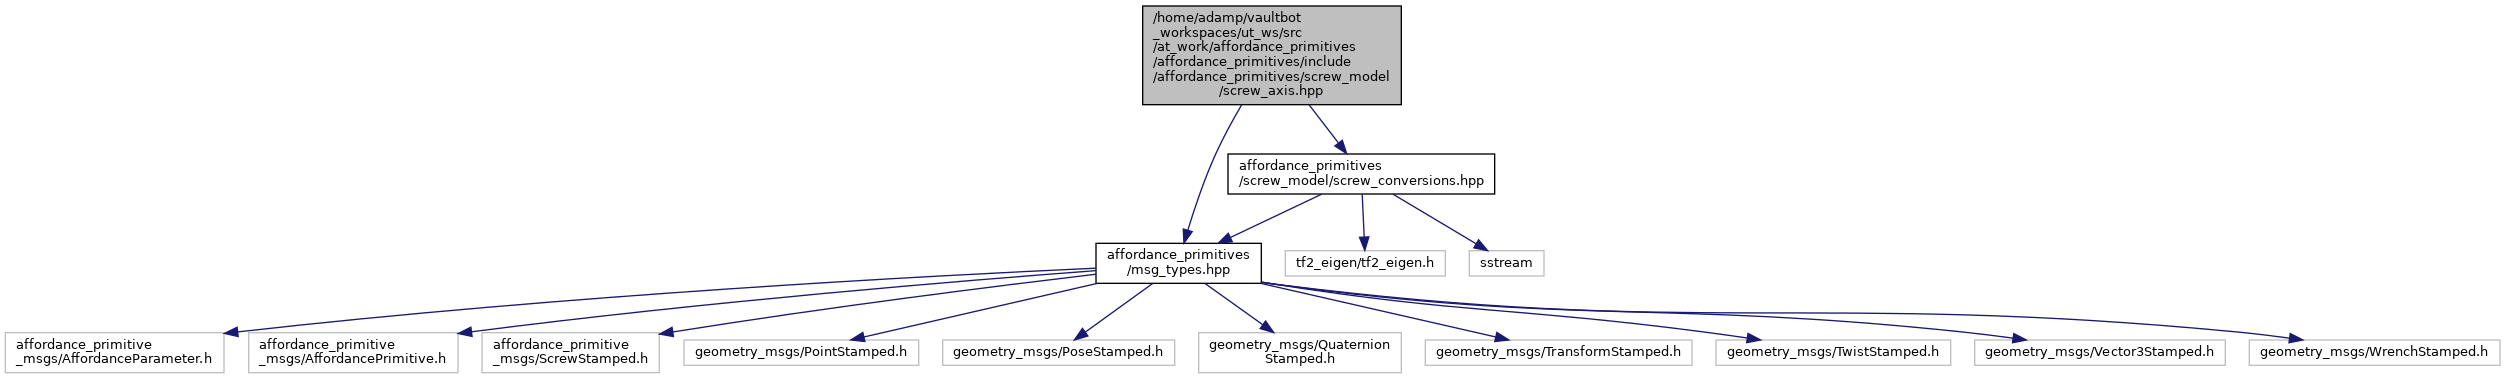 /home/adamp/vaultbot
_workspaces/ut_ws/src
/at_work/affordance_primitives
/affordance_primitives/include
/affordance_primitives/screw_model
/screw_axis.hpp
affordance_primitives
/screw_model/screw_conversions.hpp
affordance_primitives
/msg_types.hpp
tf2_eigen/tf2_eigen.h
sstream
affordance_primitive
_msgs/AffordanceParameter.h
affordance_primitive
_msgs/AffordancePrimitive.h
affordance_primitive
_msgs/ScrewStamped.h
geometry_msgs/PointStamped.h
geometry_msgs/PoseStamped.h
geometry_msgs/Quaternion
Stamped.h
geometry_msgs/TransformStamped.h
geometry_msgs/TwistStamped.h
geometry_msgs/Vector3Stamped.h
geometry_msgs/WrenchStamped.h